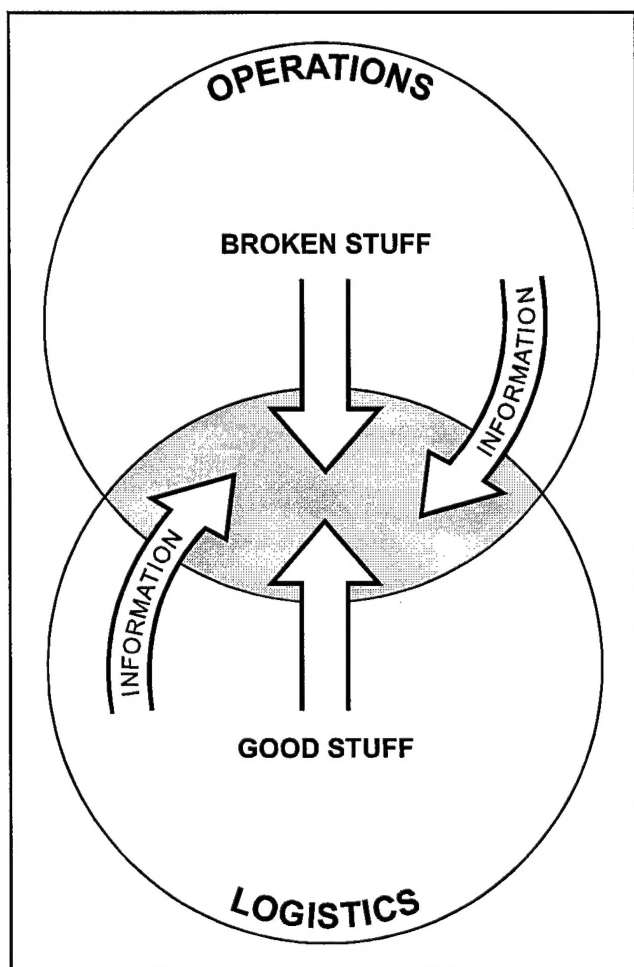 OPERATIONS
BROKEN STUFF
INFORMATION
INFORMATION
GOOD STUFF
LOGISTICS